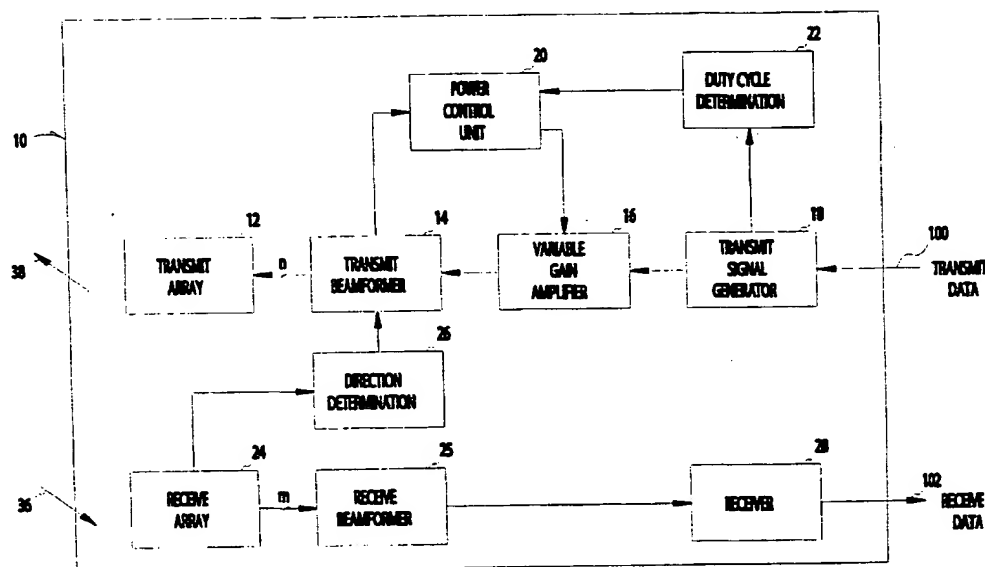 22
20
POWER
CONTROL
UNIT
DUTY CYCLE
DETERMINATION
10
12
14
16
18
100
38
TRANSMIT
ARRAY
n
TRANSMIT
BEAMFORMER
VARIABLE
GAIN
AMPLIFIER
TRANSMIT
SIGNAL
GENERATOR
TRANSMIT
DATA
26
DIRECTION
DETERMINATION
24
25
28
36
RECEIVE
ARRAY
m
RECEIVE
BEAMFORMER
RECEIVER
102
RECEIVE
DATA